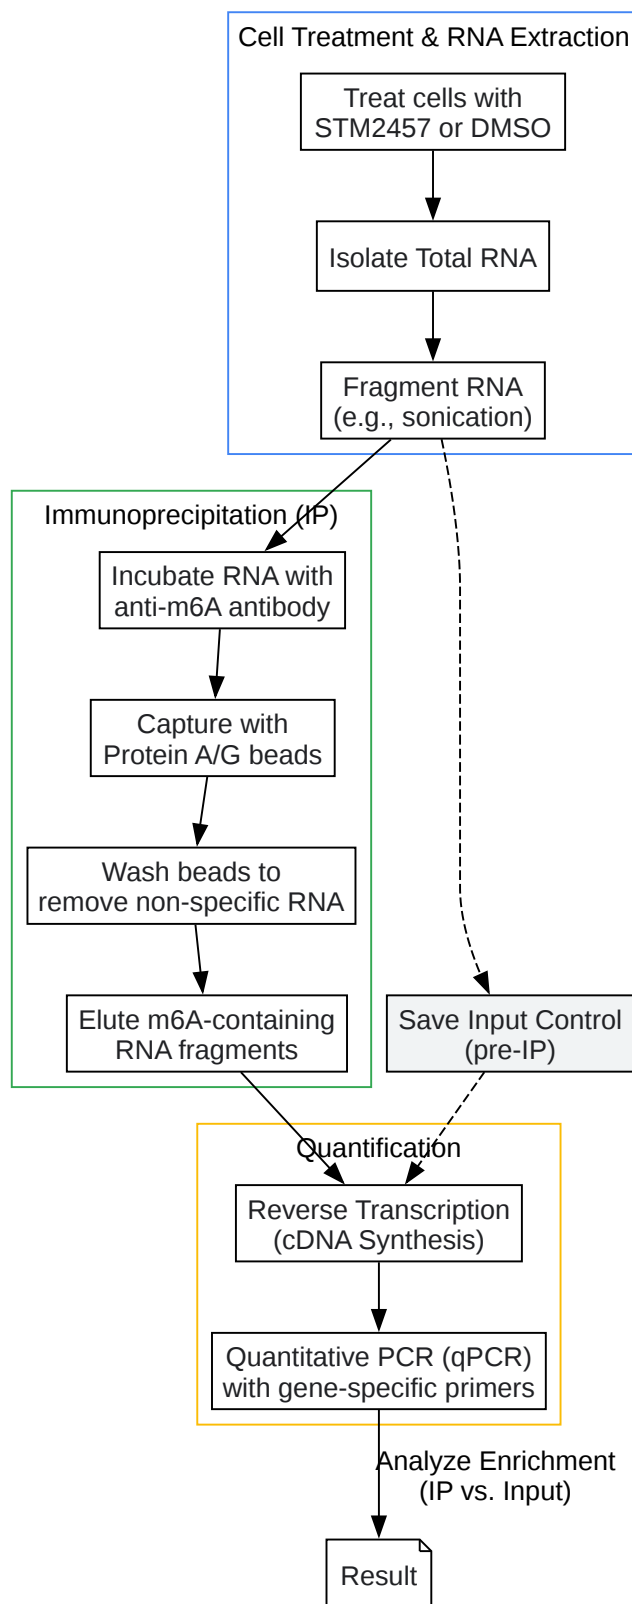 Cell Treatment & RNA Extraction
Treat cells with
STM2457 or DMSO
Isolate Total RNA
Fragment RNA
(e.g., sonication)
Immunoprecipitation (IP)
Incubate RNA with
anti-m6A antibody
Capture with
Protein A/G beads
Wash beads to
remove non-specific RNA
Elute m6A-containing
RNA fragments
Save Input Control
(pre-IP)
Quantification
Reverse Transcription
(cDNA Synthesis)
Quantitative PCR (qPCR)
with gene-specific primers
Analyze Enrichment
(IP vs. Input)
Result